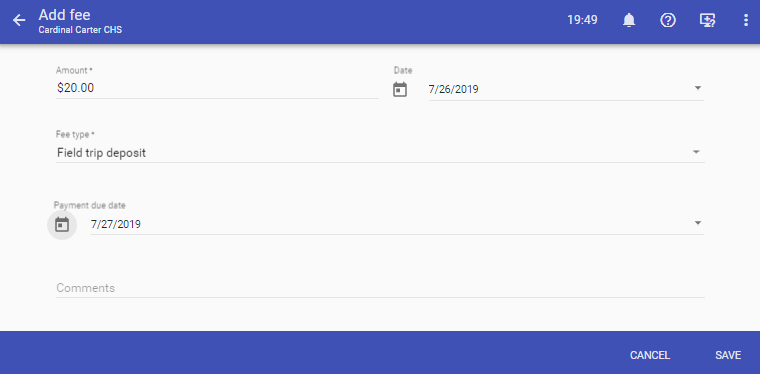 Add fee
Cardinal Carter CHS
19:49
Amount *
$20.00
Date
7/26/2019
Fee type *
Field trip deposit
Payment due date
7/27/2019
Comments
CANCEL
SAVE